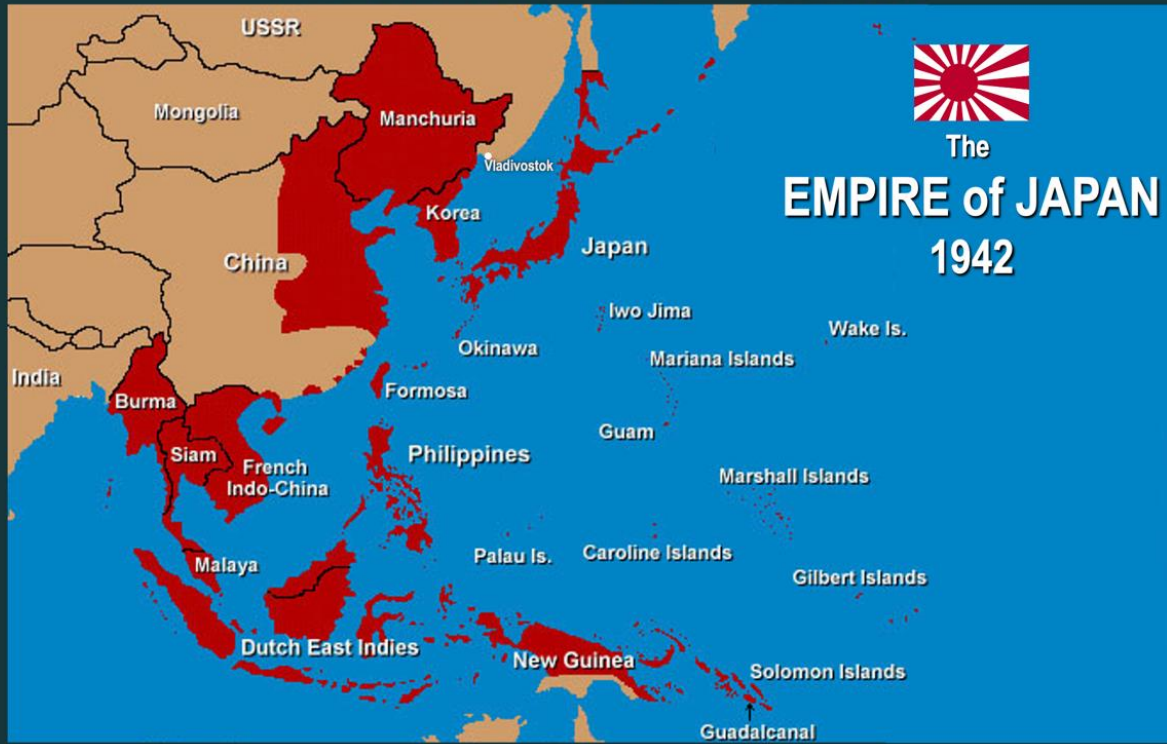 USSR
The
EMPIRE of JAPAN
1942
Mongolia
Manchuria
Vladivostok
Korea
Japan
China
Iwo Jima
Wake Is.
Okinawa
Mariana Islands
India
Burma
Formosa
Guam
Siam
French
Indo-China
Philippines
Marshall Islands
Malaya
Palau Is.
Caroline Islands
Gilbert Islands
Dutch East Indies
New Guinea
Solomon Islands
Guadalcanal